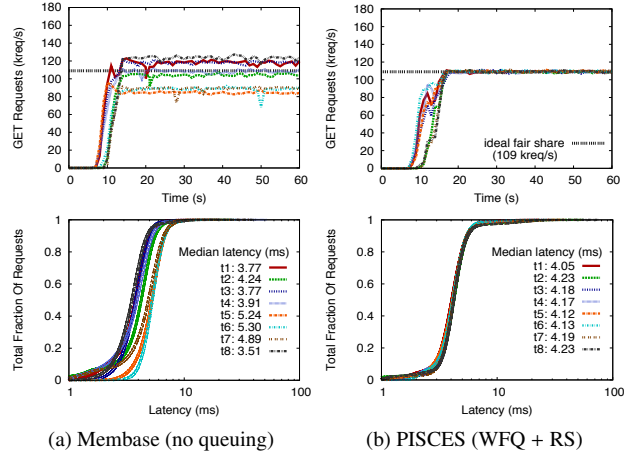 GET Requests (kreq/s)
180
160
140
120
100
80
60
40
20
0
0 10 20 30 40 50 60
Time (s)
GET Requests (kreq/s)
180
160
140
120
100
80
60
40
20
0
ideal fair share
(109 kreq/s)
0 10 20 30 40 50 60
Time (s)
Total Fraction Of Requests
1
0.8
0.6
0.4
0.2
0
Median latency (ms)
t1: 3.77
t2: 4.24
t3: 3.77
t4: 3.91
t5: 5.24
t6: 5.30
t7: 4.89
t8: 3.51
1 10 100
Latency (ms)
Total Fraction Of Requests
1
0.8
0.6
0.4
0.2
0
Median latency (ms)
t1: 4.05
t2: 4.23
t3: 4.18
t4: 4.17
t5: 4.12
t6: 4.13
t7: 4.19
t8: 4.23
1 10 100
Latency (ms)
(a) Membase (no queuing)
(b) PISCES (WFQ + RS)